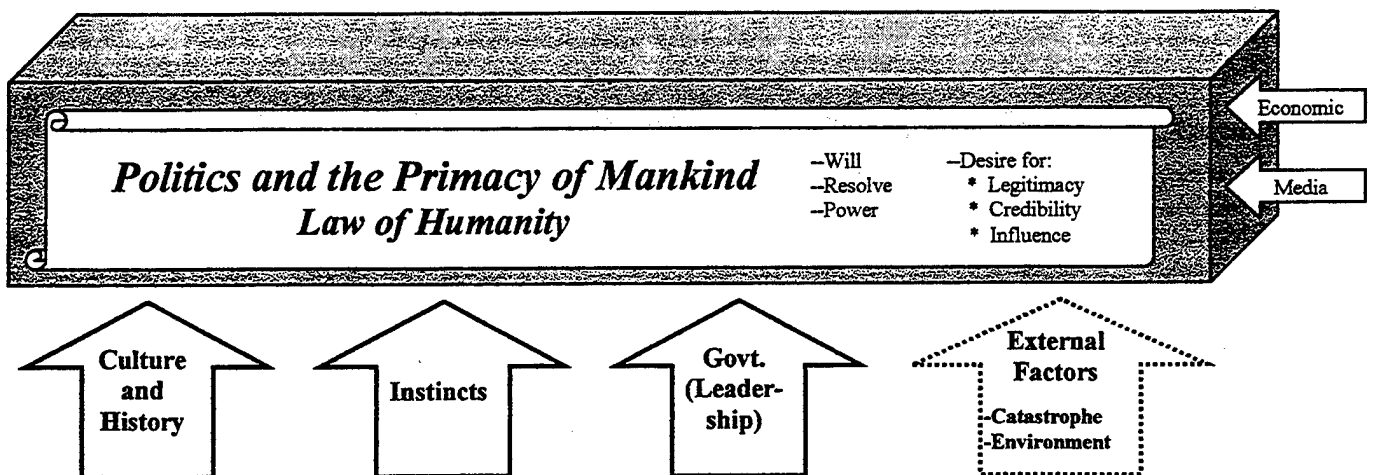 Economic
Politics and the Primacy of Mankind
Law of Humanity
--Will
--Resolve
--Power
--Desire for:
* Legitimacy
* Credibility
* Influence
Media
Culture
and
History
Instincts
Govt.
(Leader-
ship)
External
Factors
-Catastrophe
-Environment